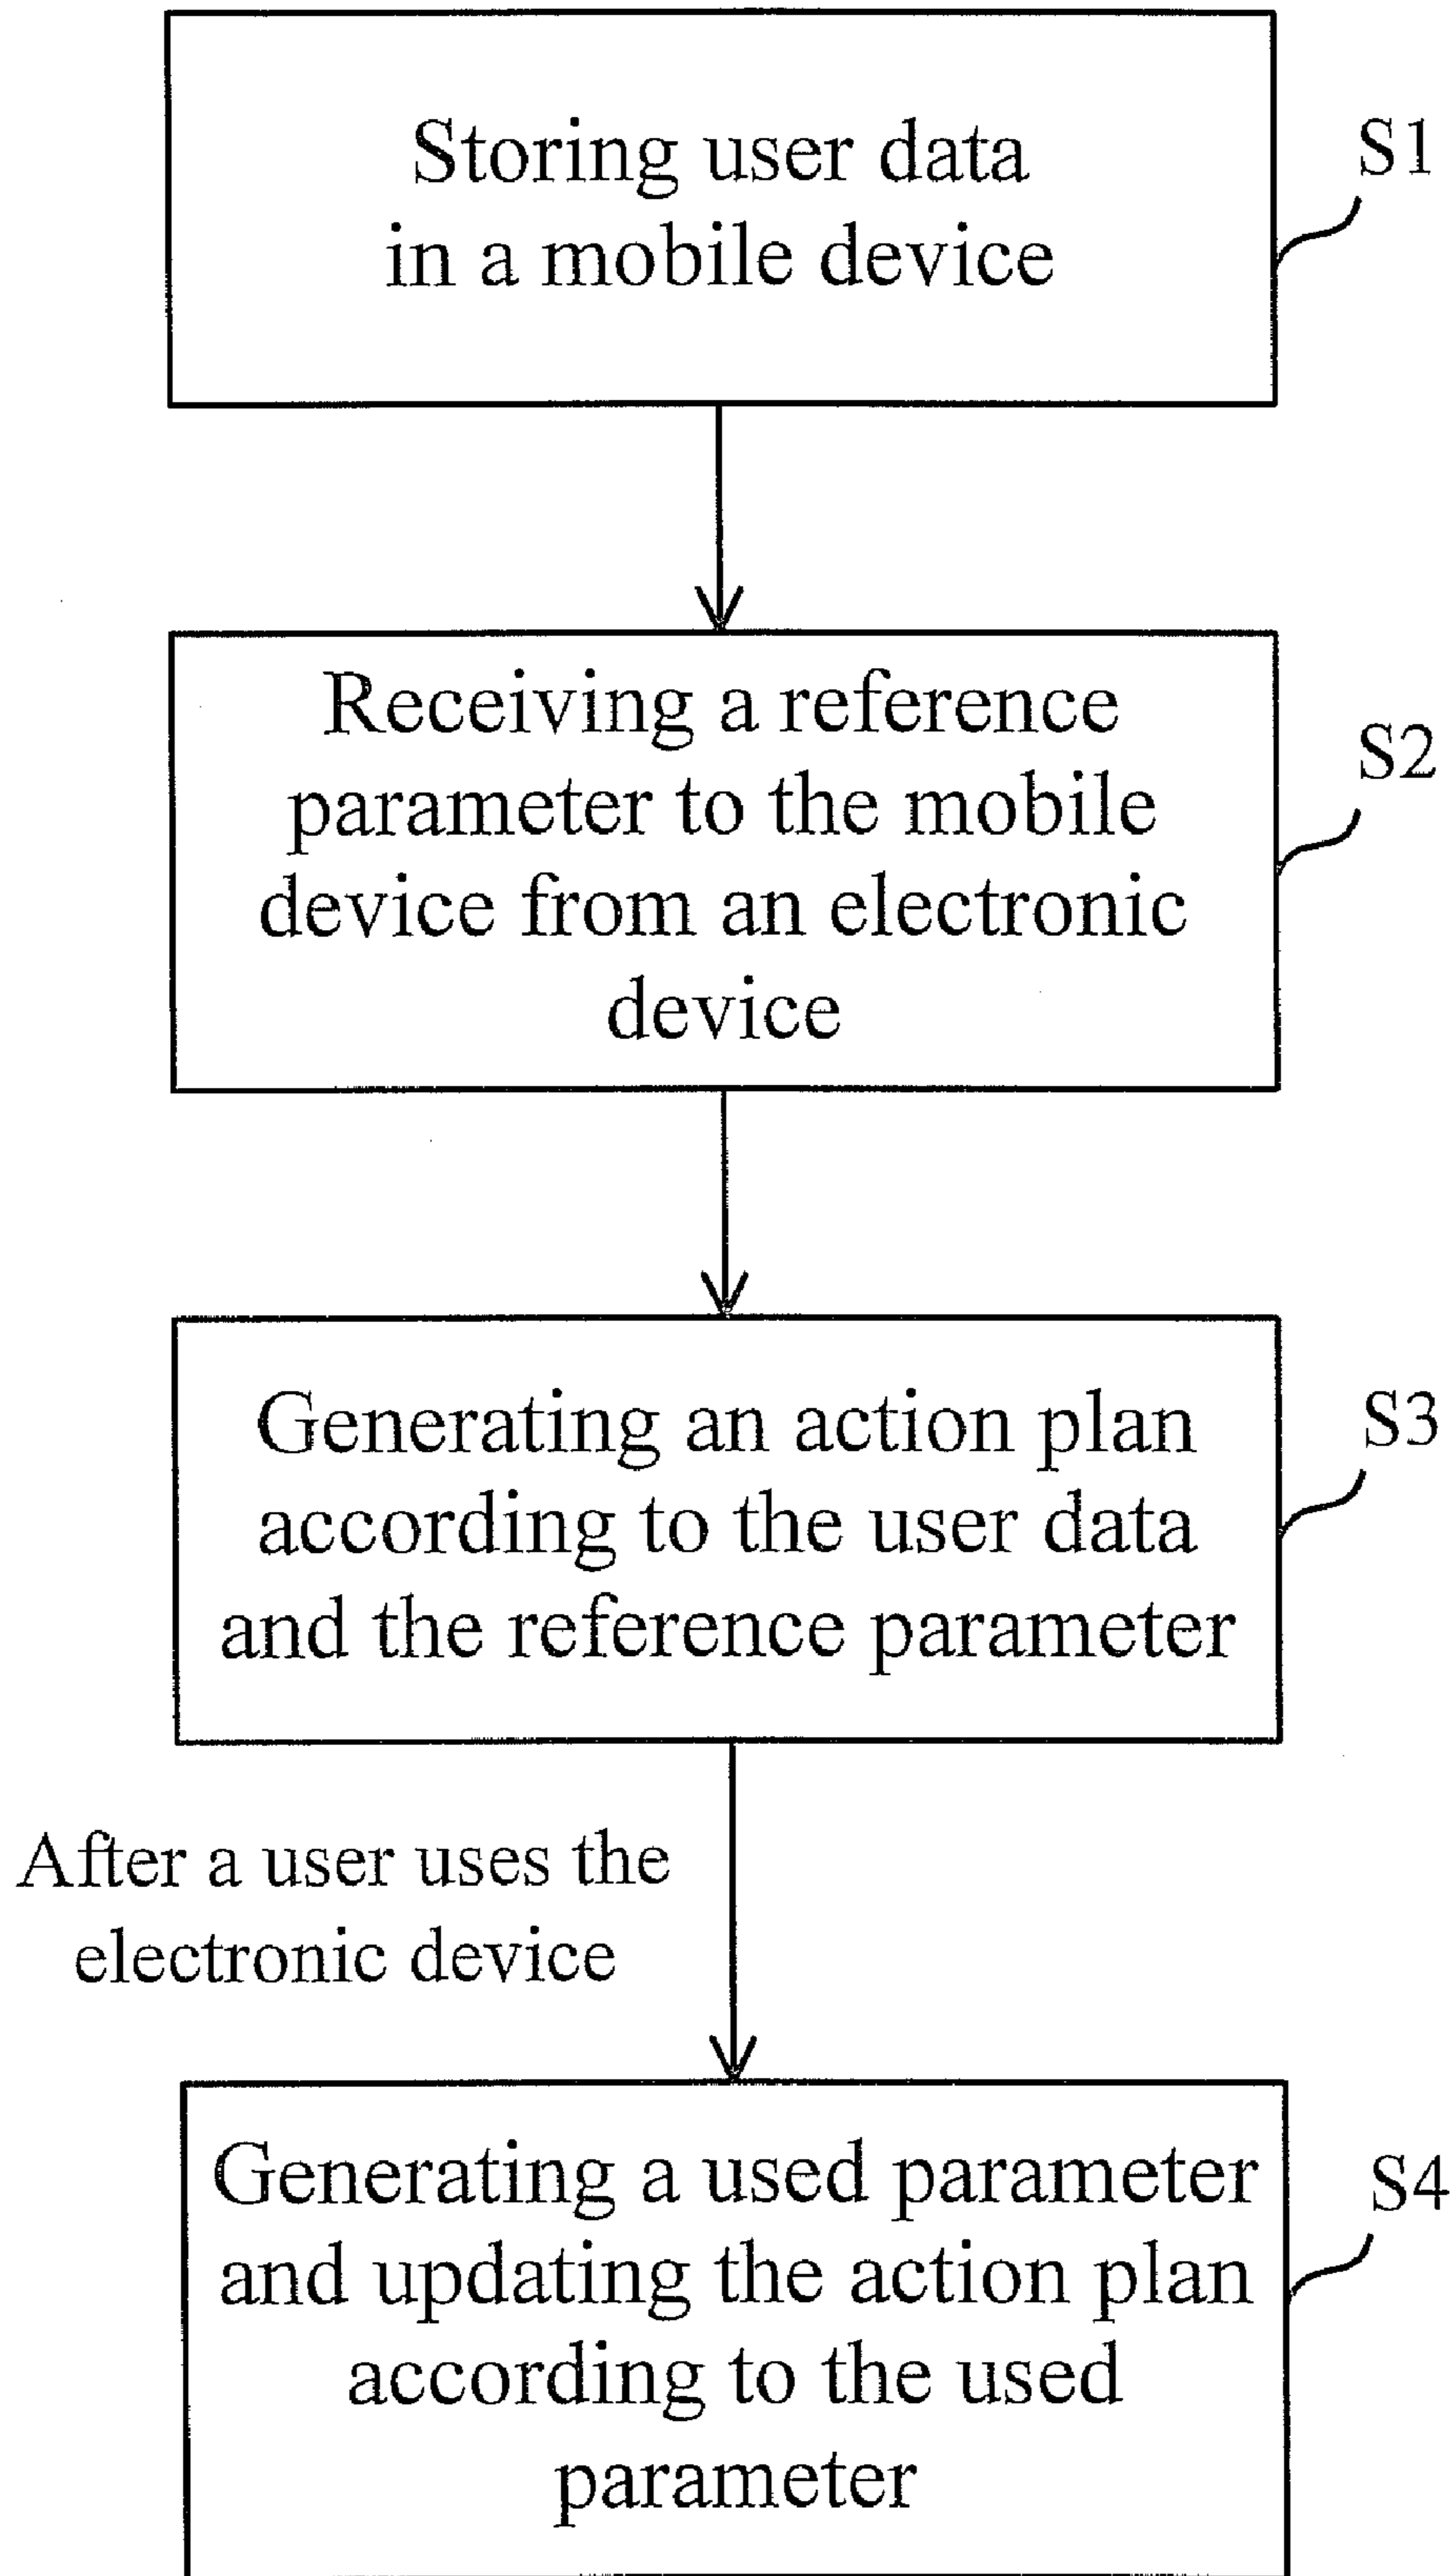 Storing user data
in a mobile device
S1
Receiving a reference
parameter to the mobile
device from an electronic
device
S2
Generating an action plan
according to the user data
and the reference parameter
S3
After a user uses the
electronic device
Generating a used parameter
and updating the action plan
according to the used
parameter
S4